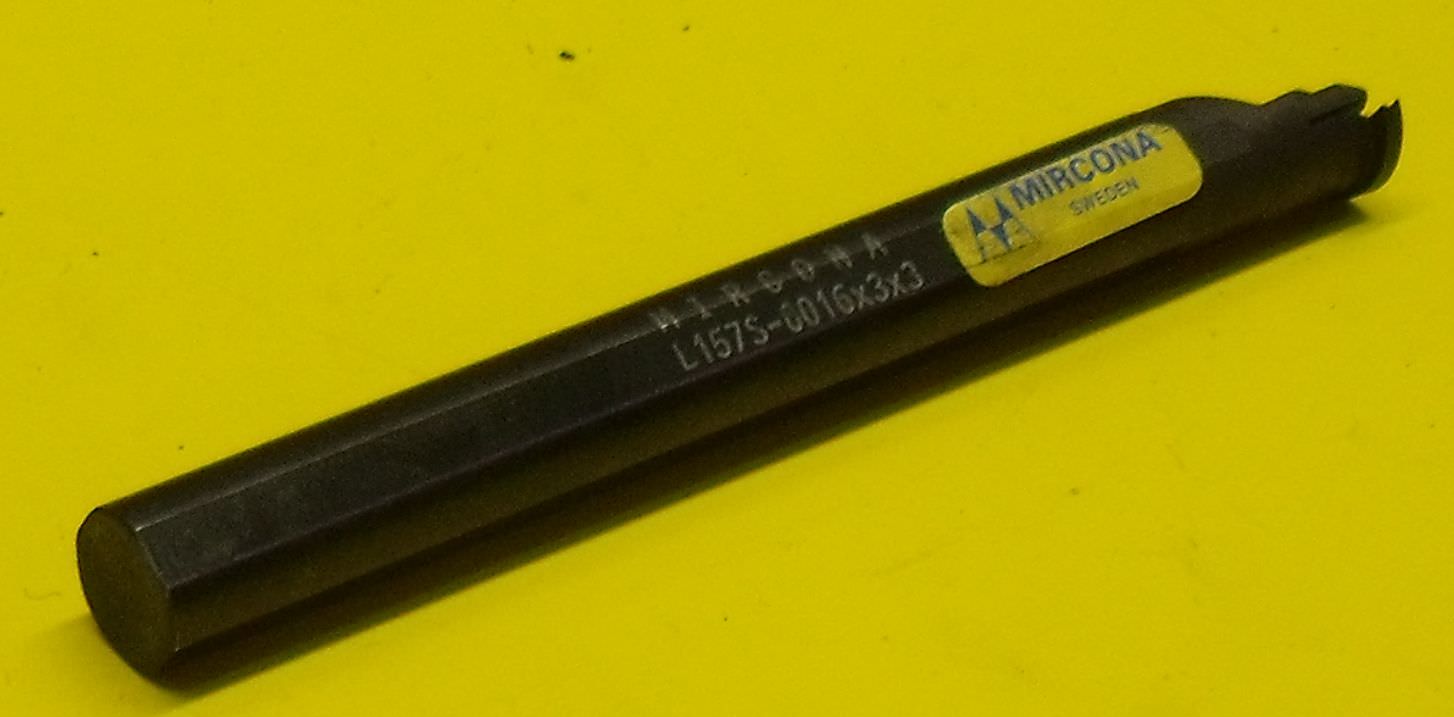 MIRCONA
SWEDEN
MIRCONA
L157S-0016x3x3